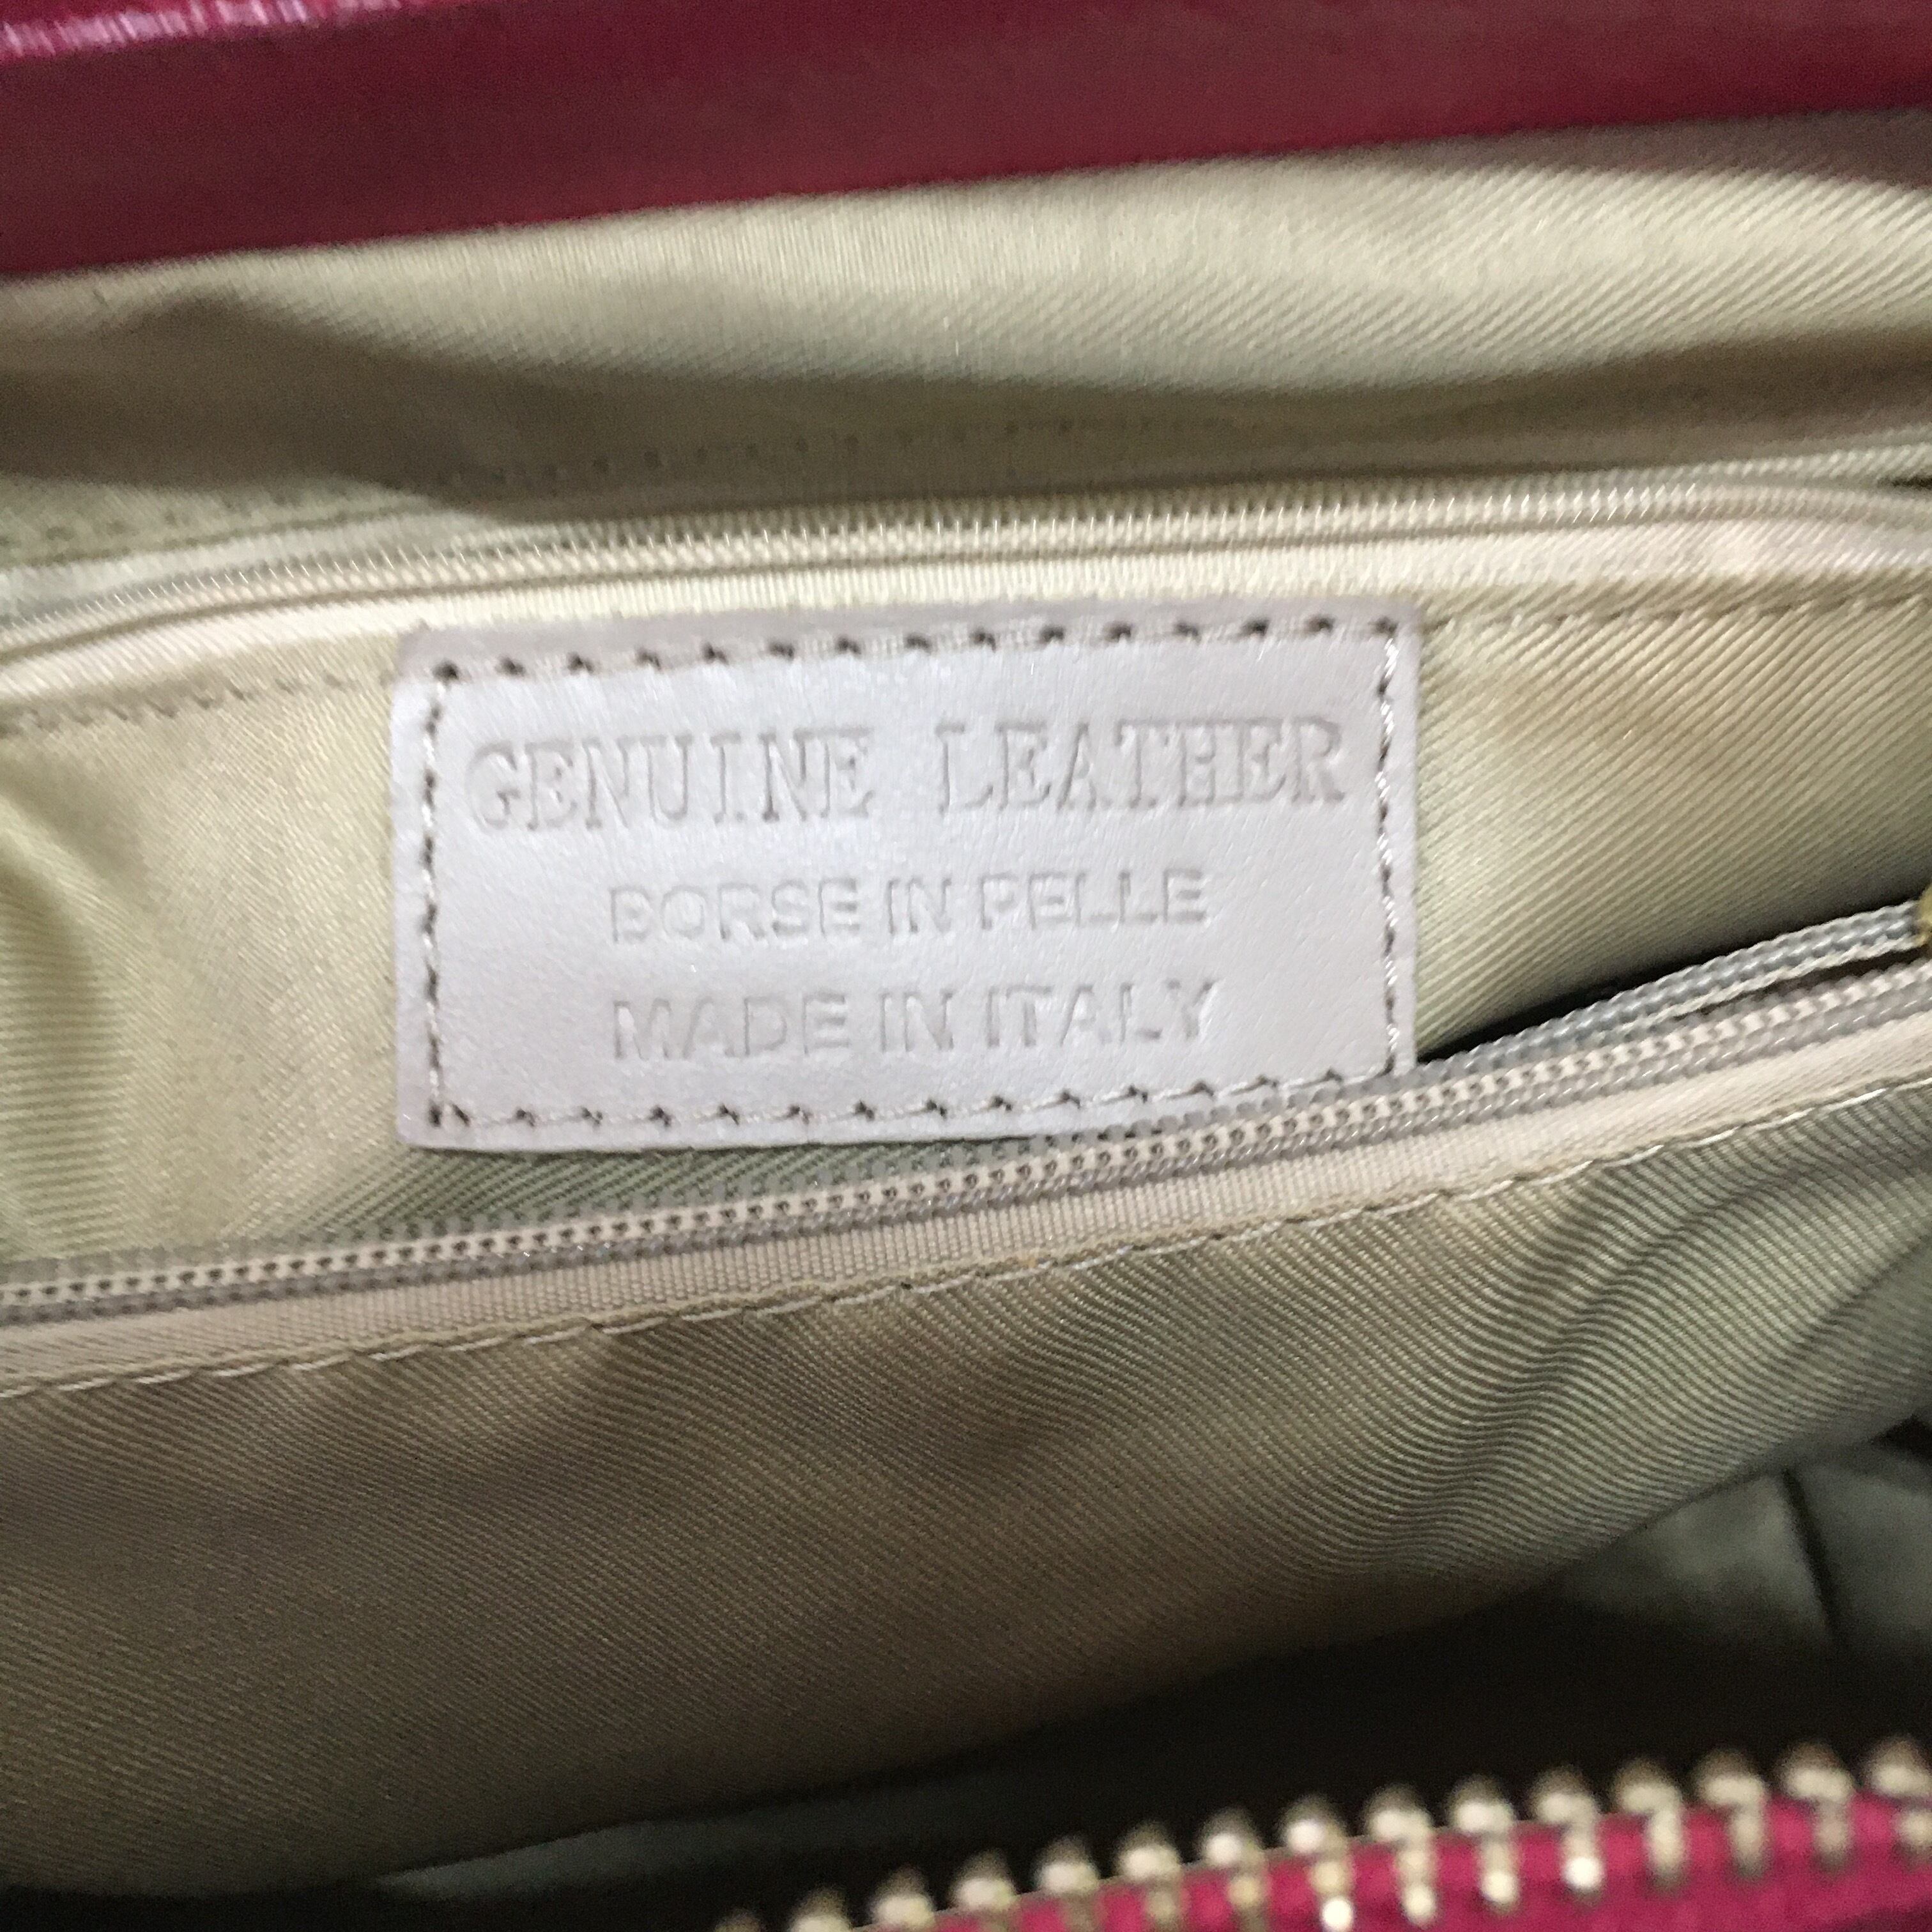 GENUINE LEATHER
BORSE IN PELLE
MADE IN ITALY